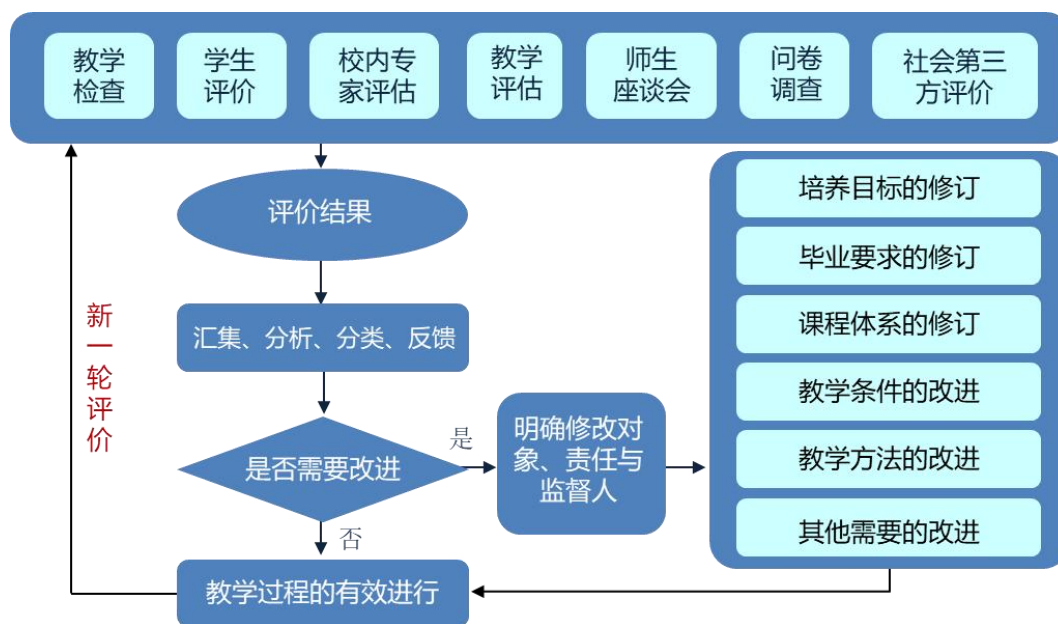 教学
检查
学生
评价
校内专
家评估
教学
评估
师生
座谈会
问卷
调查
社会第三
方评价
评价结果
汇集、分析、分类、反馈
是否需要改进
是
否
明确修改对
象、责任与
监督人
教学过程的有效进行
新
一
轮
评
价
培养目标的修订
毕业要求的修订
课程体系的修订
教学条件的改进
教学方法的改进
其他需要的改进